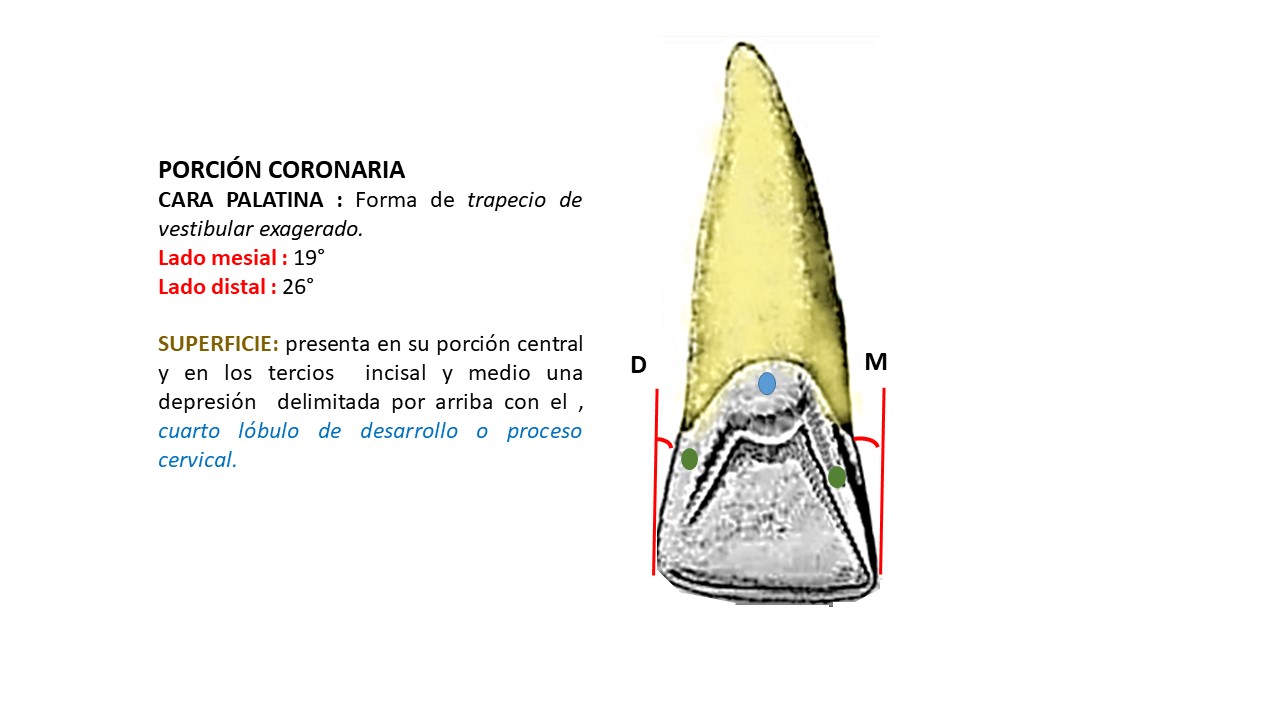 PORCIÓN CORONARIA
CARA PALATINA : Forma de trapecio de
vestibular exagerado.
Lado mesial : 19°
Lado distal : 26°
SUPERFICIE: presenta en su porción central
y en los tercios incisal y medio una
depresión delimitada por arriba con el ,
cuarto lóbulo de desarrollo o proceso
cervical.
D
M